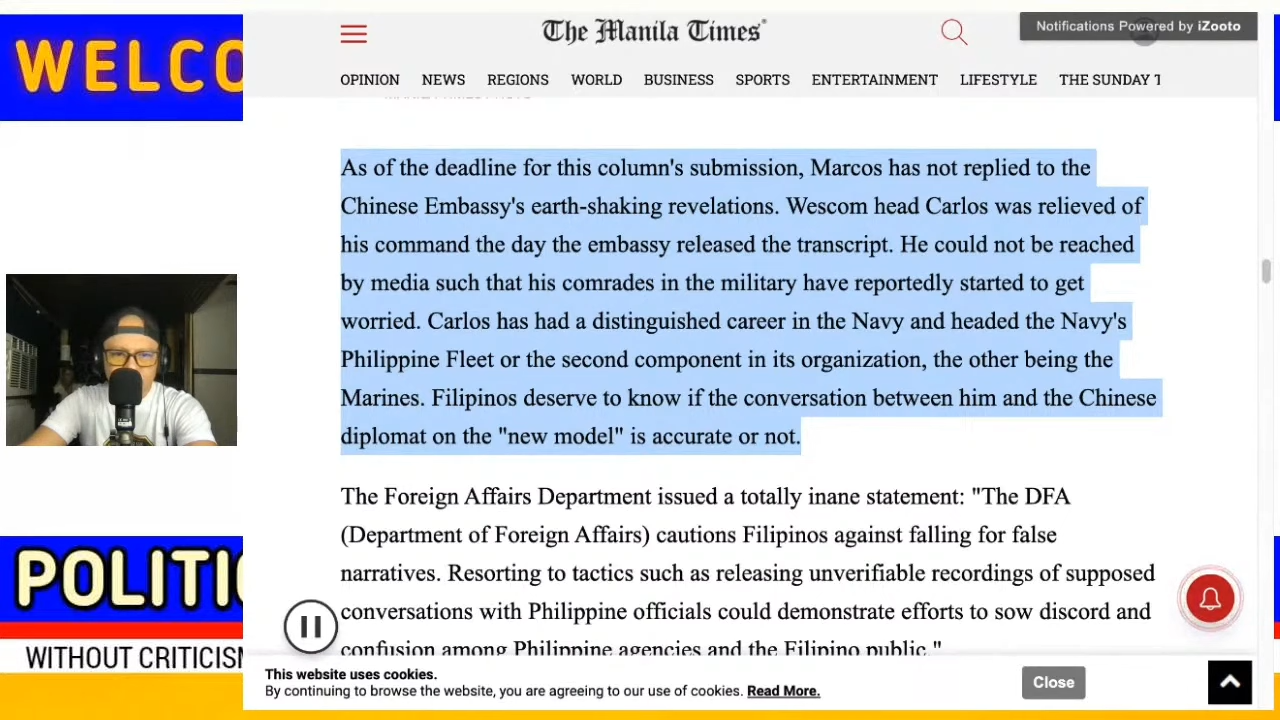 WELCO
The Manila Times
Notifications Powered by iZooto
OPINION NEWS REGIONS WORLD BUSINESS SPORTS ENTERTAINMENT LIFESTYLE THE SUNDAY T
As of the deadline for this column's submission, Marcos has not replied to the
Chinese Embassy's earth-shaking revelations. Wescom head Carlos was relieved of
his command the day the embassy released the transcript. He could not be reached
by media such that his comrades in the military have reportedly started to get
worried. Carlos has had a distinguished career in the Navy and headed the Navy's
Philippine Fleet or the second component in its organization, the other being the
Marines. Filipinos deserve to know if the conversation between him and the Chinese
diplomat on the "new model" is accurate or not.
The Foreign Affairs Department issued a totally inane statement: "The DFA
(Department of Foreign Affairs) cautions Filipinos against falling for false
narratives. Resorting to tactics such as releasing unverifiable recordings of supposed
conversations with Philippine officials could demonstrate efforts to sow discord and
confusion among Philippine agencies and the Filipino public."
POLITIC
WITHOUT CRITICISM
This website uses cookies.
By continuing to browse the website, you are agreeing to our use of cookies. Read More.
Close